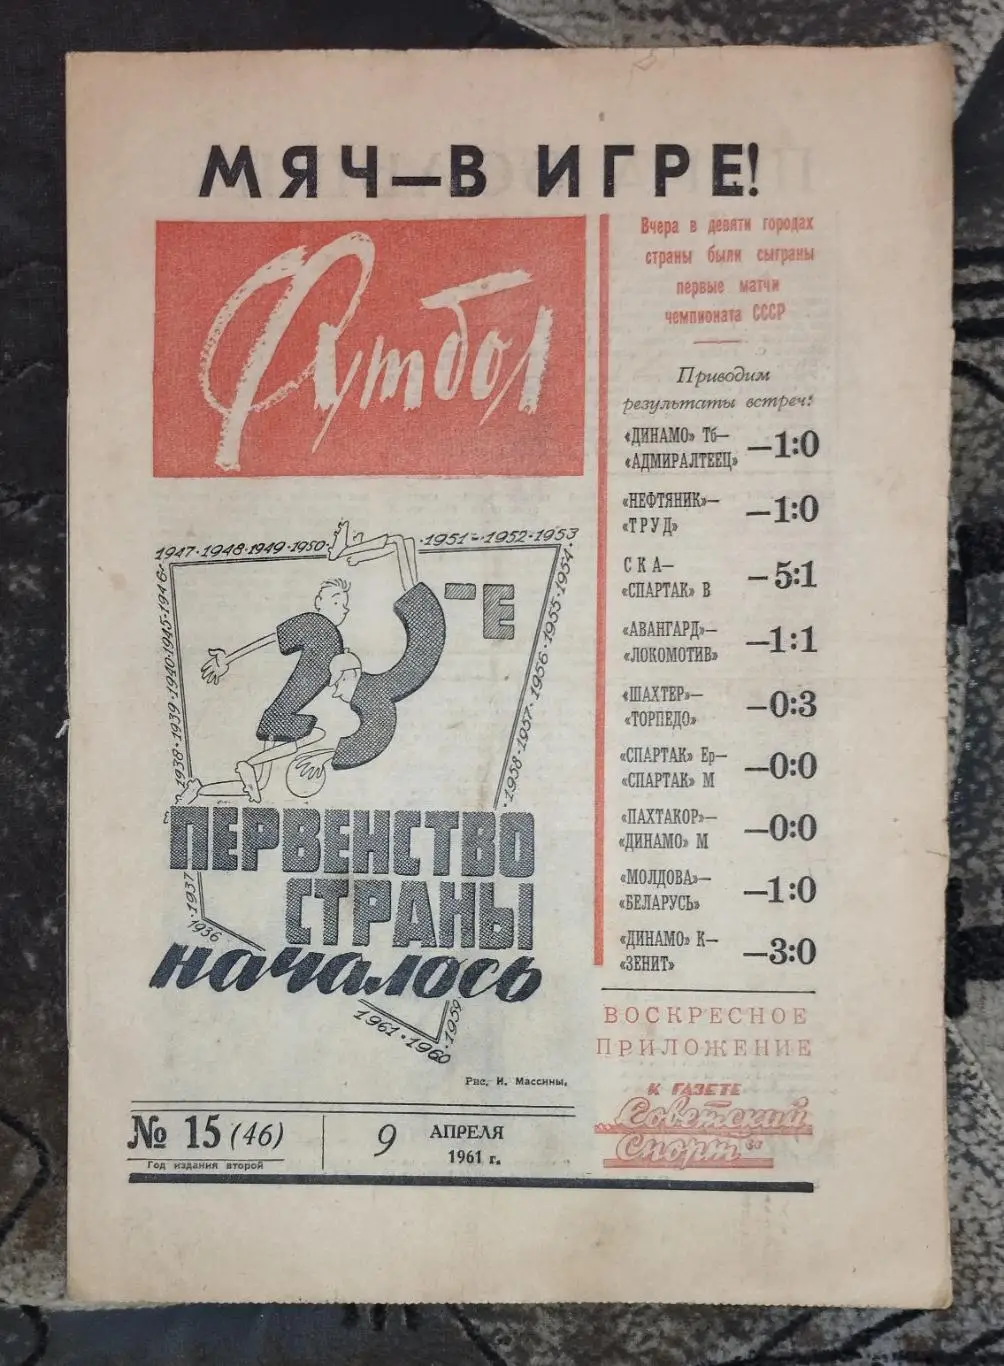 МЯЧ—В ИГРЕ!
Футбол
Вчера в девяти городах
страны были сыграны
первые матчи
чемпионата СССР
Приводим
результаты встреч:
«ДИНАМО» Тб—
«АДМИРАЛТЕЕЦ» —1:0
«НЕФТЯНИК»—
«ТРУД» —1:0
СКА—
«СПАРТАК» В —5:1
«АВАНГАРД»—
«ЛОКОМОТИВ» —1:1
«ШАХТЕР»—
«ТОРПЕДО» —0:3
«СПАРТАК» Ер—
«СПАРТАК» М —0:0
«ПАХТАКОР»—
«ДИНАМО» М —0:0
«МОЛДОВА»—
«БЕЛАРУСЬ» —1:0
«ДИНАМО» К—
«ЗЕНИТ» —3:0
ВОСКРЕСНОЕ
ПРИЛОЖЕНИЕ
К ГАЗЕТЕ
Советский
Спорт
1936
·1937·
1938·1939·1940·1945·1946·
1947·1948·1949·1950·
·1951·1952·1953
·1958·1957·1956·1955·1954·
23-Е
ПЕРВЕНСТВО
СТРАНЫ
началось
1961·1960
·1959
Рис. И. Массины.
№ 15 (46)
Год издания второй
9 АПРЕЛЯ
1961 г.